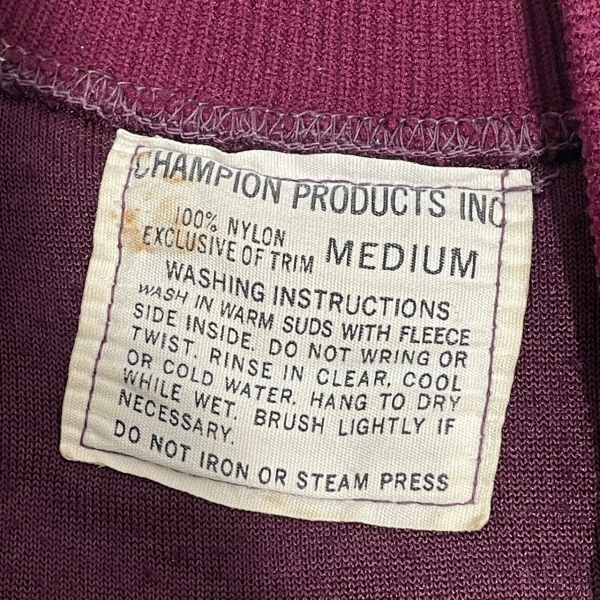 CHAMPION PRODUCTS INC
100% NYLON
EXCLUSIVE OF TRIM
MEDIUM
WASHING INSTRUCTIONS
WASH IN WARM SUDS WITH FLEECE
SIDE INSIDE. DO NOT WRING OR
TWIST. RINSE IN CLEAR, COOL
OR COLD WATER. HANG TO DRY
WHILE WET. BRUSH LIGHTLY IF
NECESSARY.
DO NOT IRON OR STEAM PRESS